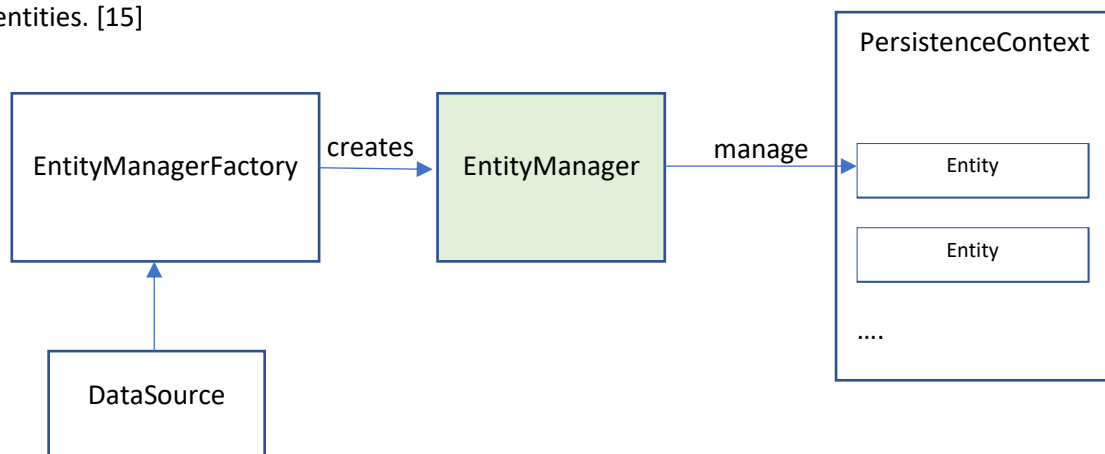 entities. [15]
PersistenceContext
EntityManagerFactory
creates
EntityManager
manage
Entity
Entity
....
DataSource